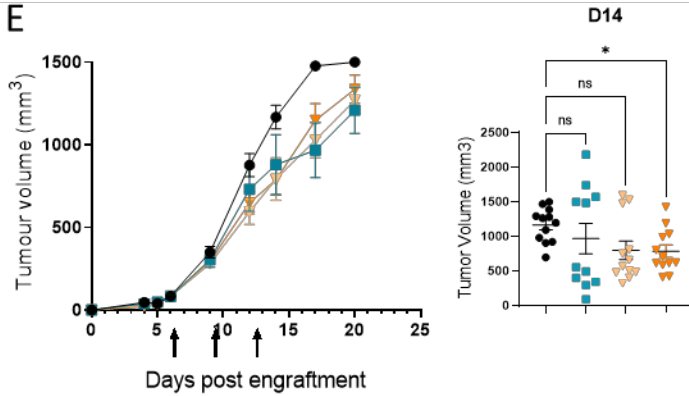 E
Tumour volume (mm3)
1500
1000
500
0
0
5
10
15
20
25
Days post engraftment
D14
*
ns
ns
Tumor Volume (mm3)
2500
2000
1500
1000
500
0